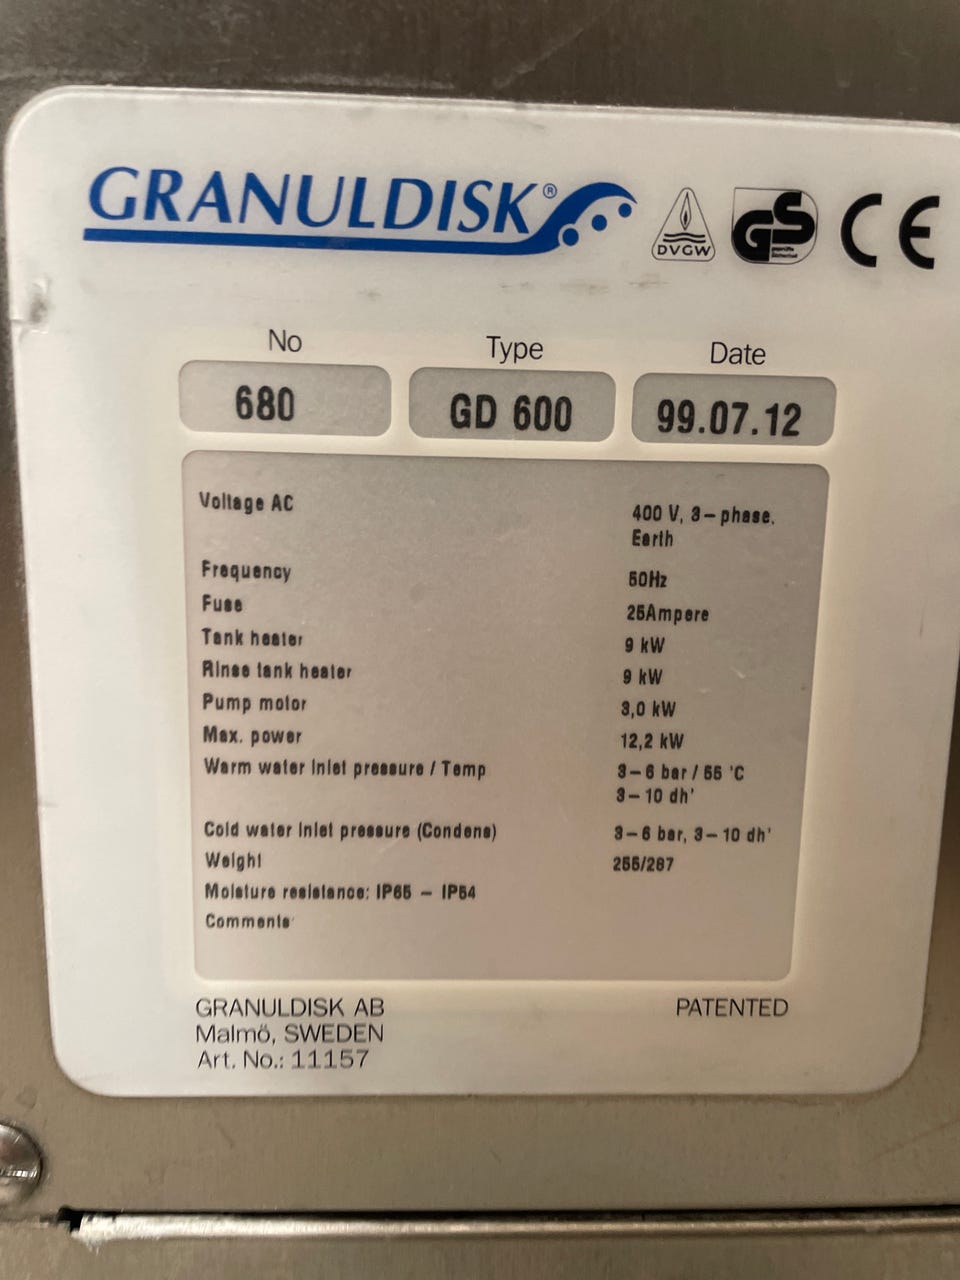 GRANULDISK®
DVGW
GS geprüfte Sicherheit
CE
No Type Date
680 GD 600 99.07.12
Voltage AC 400 V, 3-phase,
Earth
Frequency 50Hz
Fuse 25Ampere
Tank heater 9 kW
Rinse tank heater 9 kW
Pump motor 3,0 kW
Max. power 12,2 kW
Warm water inlet pressure / Temp 3-6 bar / 55 'C
3-10 dh'
Cold water inlet pressure (Condens) 3-6 bar, 3-10 dh'
Weight
Moisture resistance: IP65 - IP54
Comments
GRANULDISK AB PATENTED
Malmö, SWEDEN
Art. No.: 11157